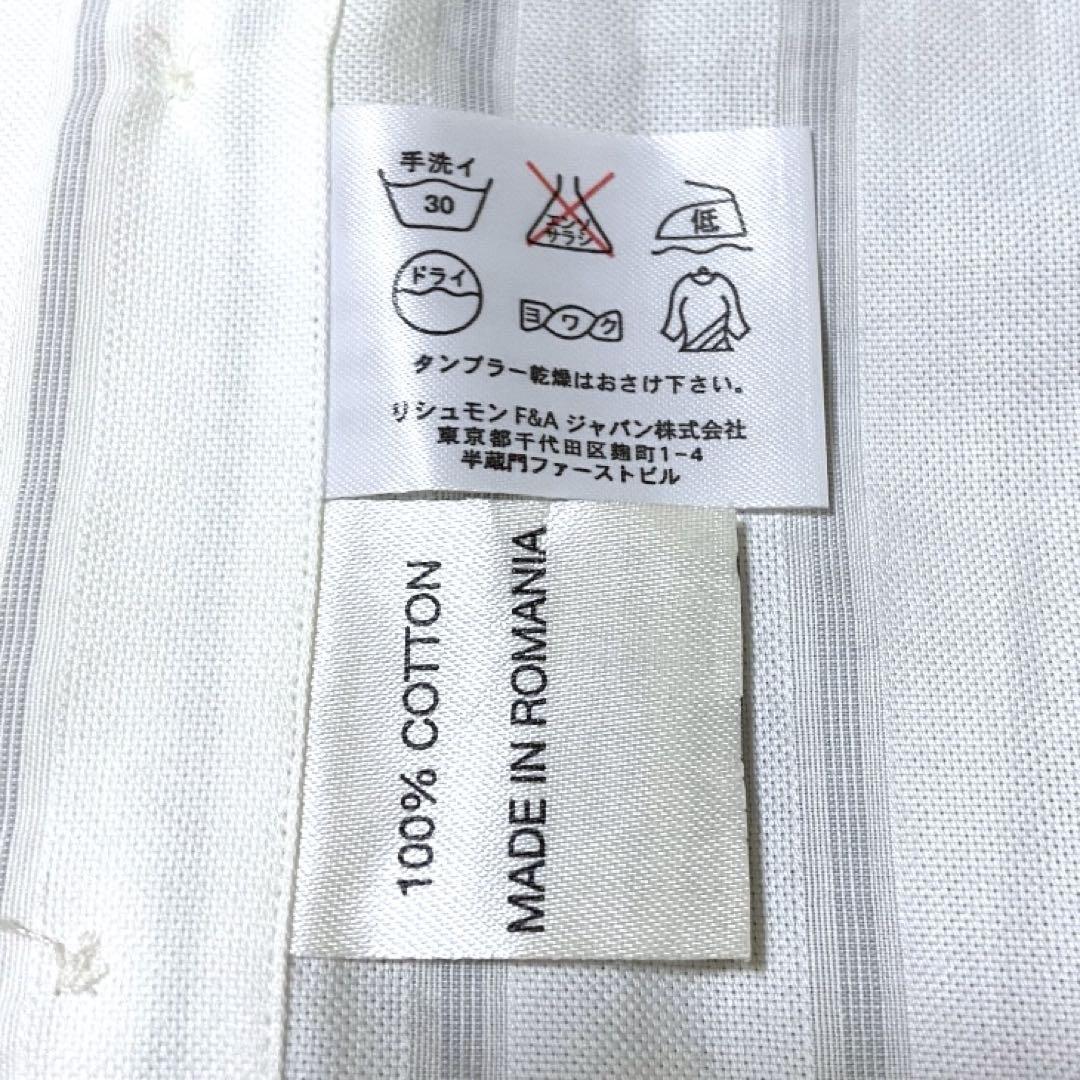 手洗イ
30
エンソ
サラシ
低
ドライ
ヨワク
タンブラー乾燥はおさけ下さい。
リシュモン F&A ジャパン株式会社
東京都千代田区麹町1-4
半蔵門ファーストビル
100% COTTON
MADE IN ROMANIA